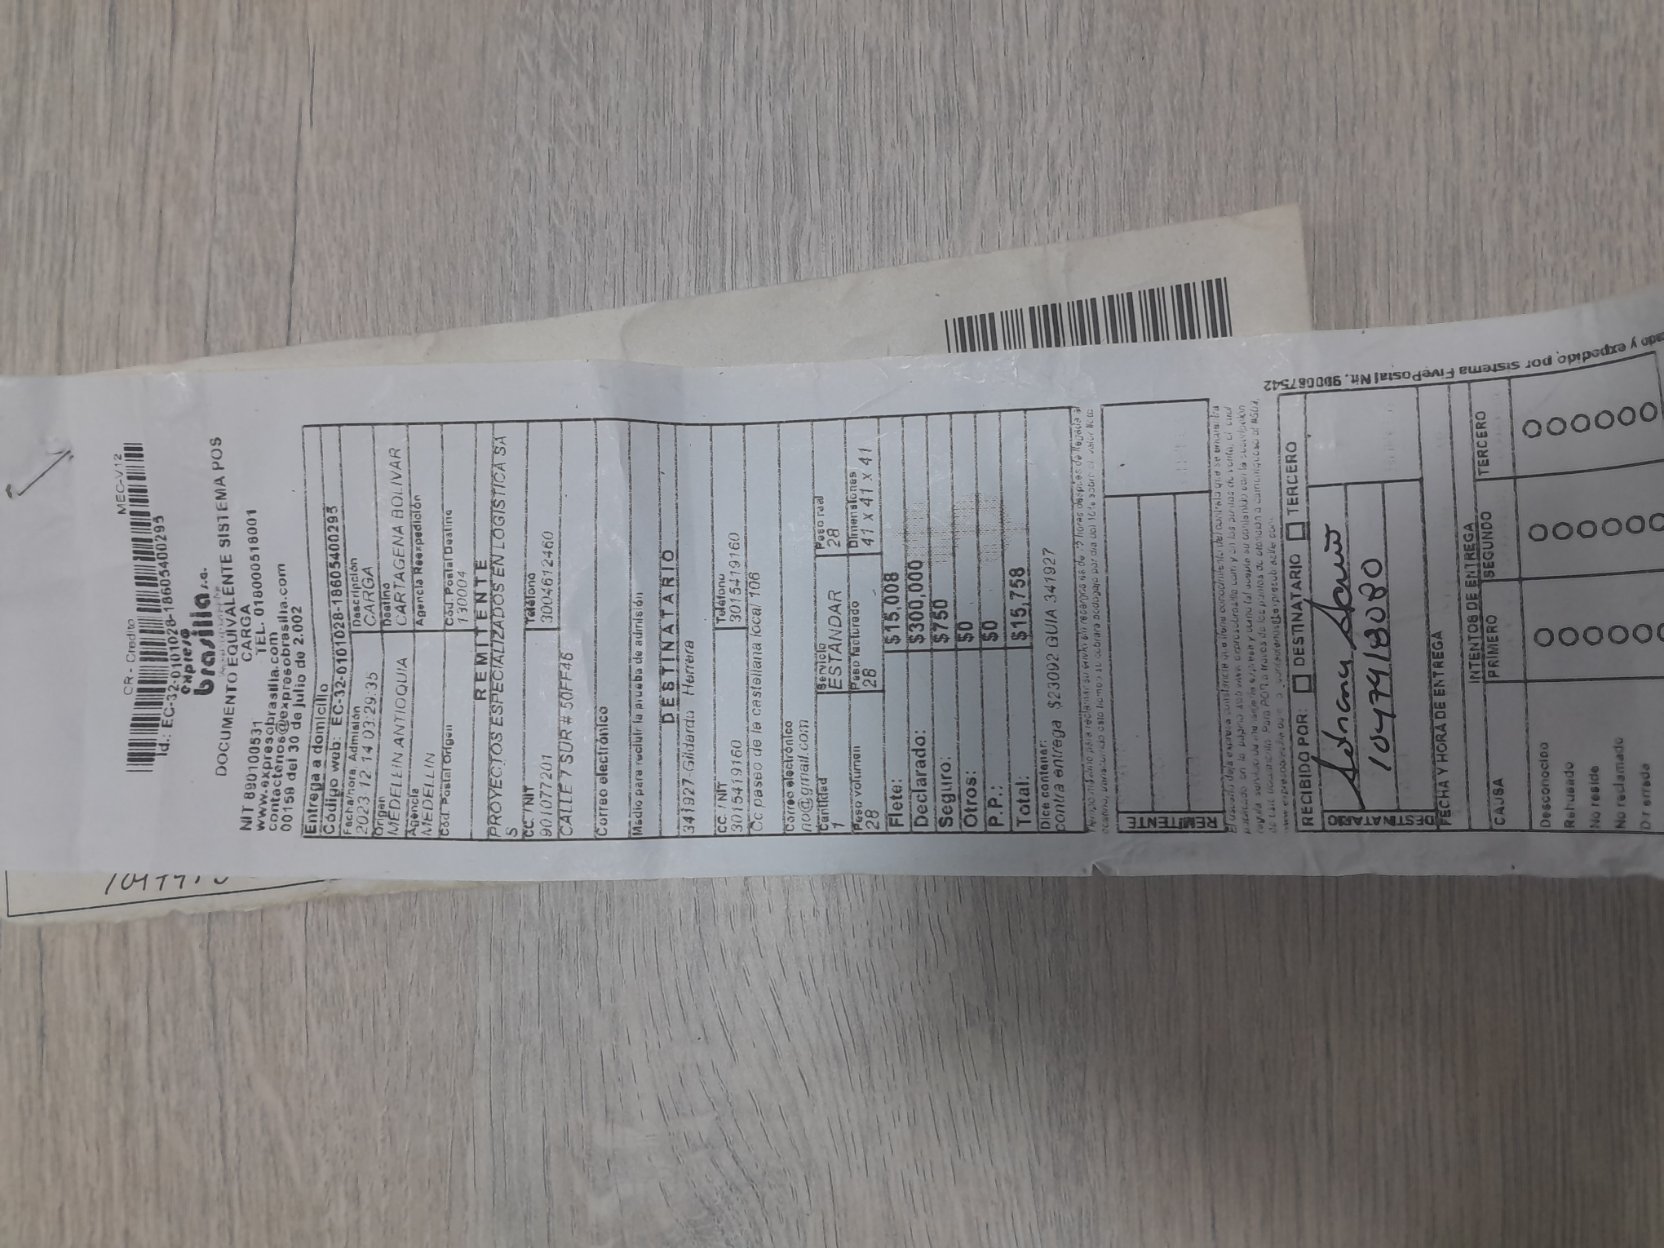 MEC-V12
CR - Credito
Id.: EC-32-0101028-18605400295
expreso
brasilia s.a.
DOCUMENTO EQUIVALENTE SISTEMA POS
CARGA
NIT 890100531 TEL. 018000518001
www.expresobrasilia.com
contactenos@expresobrasilia.com
00158 del 30 de julio de 2.002
Entrega a domicilio
Código web: EC-32-0101028-18605400295
Fecha/hora Admisión Descripción
2023.12.14 03:29:35 CARGA
Origen Destino
MEDELLIN ANTIOQUIA CARTAGENA BOLIVAR
Agencia Agencia Reexpedición
MEDELLIN
Cód. Postal Origen Cód. Postal Destino
130004
REMITENTE
PROYECTOS ESPECIALIZADOS EN LOGISTICA SA
S
CC. / NIT Teléfono
901077201 3004612460
CALLE 7 SUR # 50FF46
Correo electrónico
Medio para recibir la prueba de admisión
DESTINATARIO
341927-Gildardo Herrera
CC. / NIT Teléfono
3015419160 3015419160
Cc paseo de la castellana local 106
Correo electrónico
no@gmail.com
Cantidad Servicio Peso real
1 ESTANDAR 28
Peso volumen Peso facturado Dimensiones
28 28 41 x 41 x 41
Flete: $15,008
Declarado: $300,000
Seguro: $750
Otros: $0
P.P.: $0
Total: $15,758
Dice contener:
contra entrega $23002 GUIA 341927
REMITENTE
RECIBIDO POR: DESTINATARIO TERCERO
DESTINATARIO
1047418080
FECHA Y HORA DE ENTREGA
INTENTOS DE ENTREGA
CAUSA PRIMERO SEGUNDO TERCERO
Desconocido
Rehusado
No reside
No reclamado
Dir errada
por sistema FivePostal Nit. 900087542